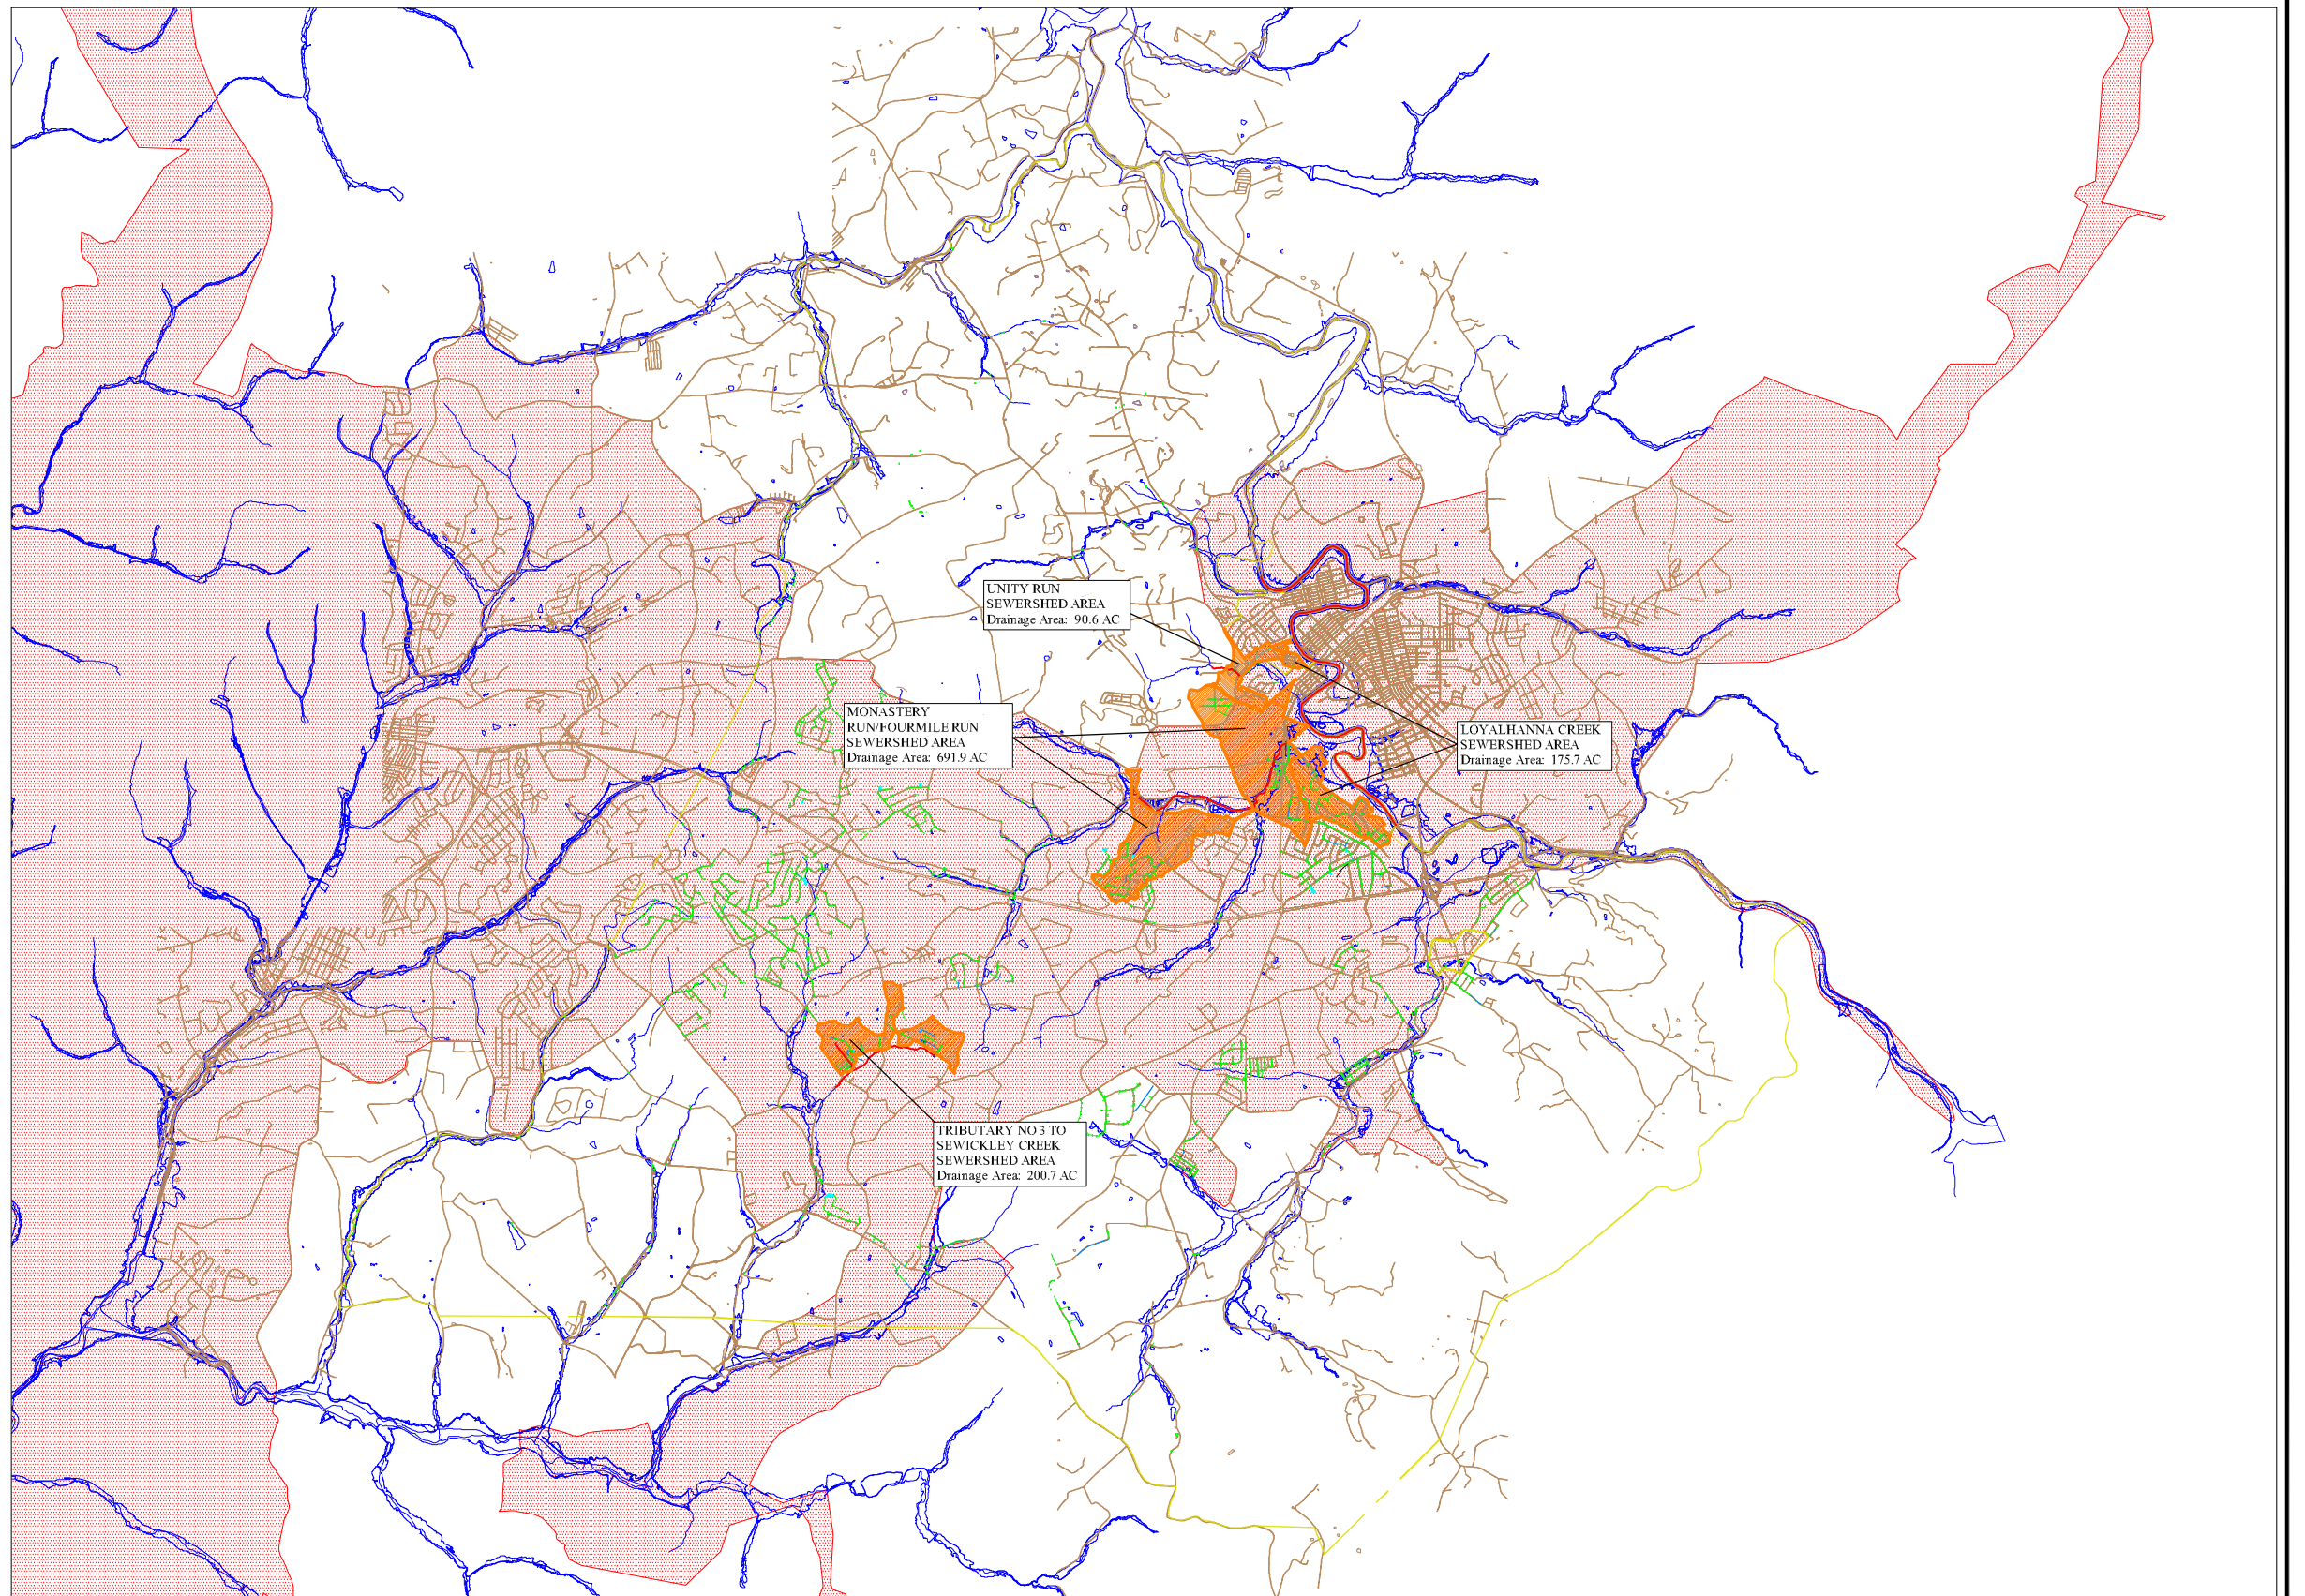 UNITY RUN
SEWERSHED AREA
Drainage Area: 90.6 AC
MONASTERY
RUN/FOURMILE RUN
SEWERSHED AREA
Drainage Area: 691.9 AC
LOYALHANNA CREEK
SEWERSHED AREA
Drainage Area: 175.7 AC
TRIBUTARY NO 3 TO
SEWICKLEY CREEK
SEWERSHED AREA
Drainage Area: 200.7 AC